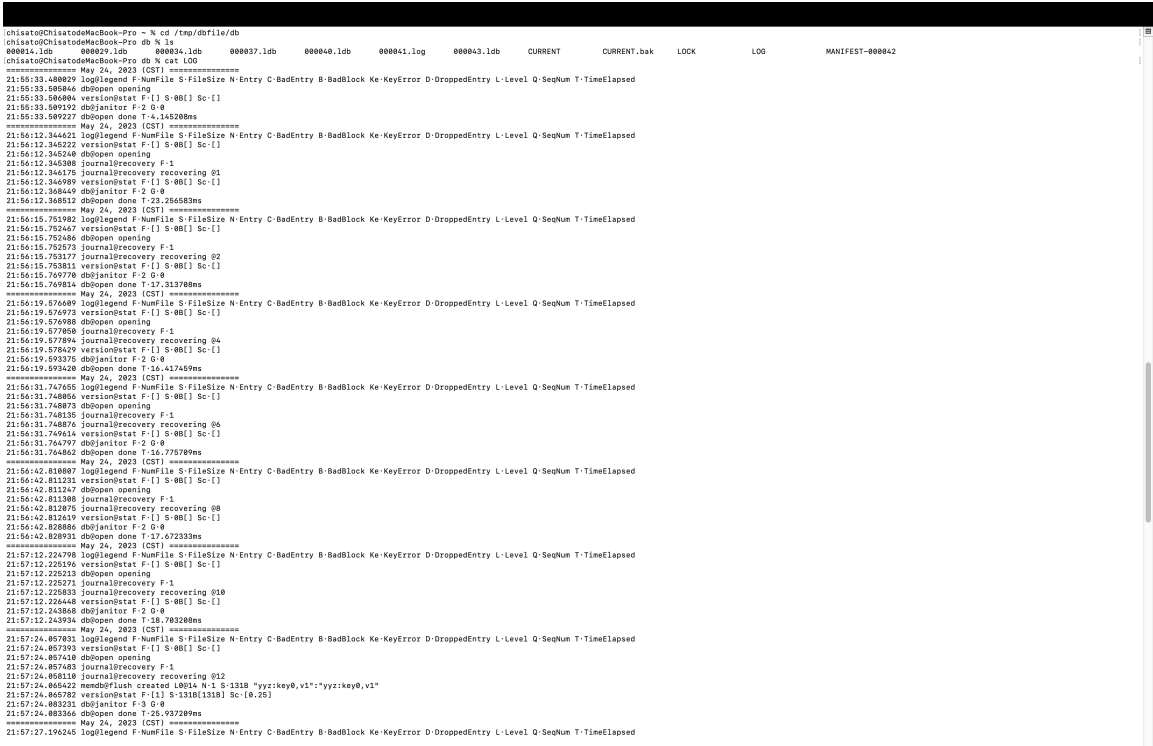 chisato@ChisatodeMacBook-Pro ~ % cd /tmp/dbfile/db
chisato@ChisatodeMacBook-Pro db % ls
000014.ldb 000029.ldb 000034.ldb 000037.ldb 000040.ldb 000041.log 000043.ldb CURRENT CURRENT.bak LOCK LOG MANIFEST-000042
chisato@ChisatodeMacBook-Pro db % cat LOG
=============== May 24, 2023 (CST) ===============
21:55:33.480029 log@legend F·NumFile S·FileSize N·Entry C·BadEntry B·BadBlock Ke·KeyError D·DroppedEntry L·Level Q·SeqNum T·TimeElapsed
21:55:33.505046 db@open opening
21:55:33.506004 version@stat F·[] S·0B[] Sc·[]
21:55:33.509192 db@janitor F·2 G·0
21:55:33.509227 db@open done T·4.145208ms
=============== May 24, 2023 (CST) ===============
21:56:12.344621 log@legend F·NumFile S·FileSize N·Entry C·BadEntry B·BadBlock Ke·KeyError D·DroppedEntry L·Level Q·SeqNum T·TimeElapsed
21:56:12.345222 version@stat F·[] S·0B[] Sc·[]
21:56:12.345240 db@open opening
21:56:12.345308 journal@recovery F·1
21:56:12.346175 journal@recovery recovering @1
21:56:12.346989 version@stat F·[] S·0B[] Sc·[]
21:56:12.368449 db@janitor F·2 G·0
21:56:12.368512 db@open done T·23.256583ms
=============== May 24, 2023 (CST) ===============
21:56:15.751982 log@legend F·NumFile S·FileSize N·Entry C·BadEntry B·BadBlock Ke·KeyError D·DroppedEntry L·Level Q·SeqNum T·TimeElapsed
21:56:15.752467 version@stat F·[] S·0B[] Sc·[]
21:56:15.752486 db@open opening
21:56:15.752573 journal@recovery F·1
21:56:15.753177 journal@recovery recovering @2
21:56:15.753811 version@stat F·[] S·0B[] Sc·[]
21:56:15.769770 db@janitor F·2 G·0
21:56:15.769814 db@open done T·17.313708ms
=============== May 24, 2023 (CST) ===============
21:56:19.576609 log@legend F·NumFile S·FileSize N·Entry C·BadEntry B·BadBlock Ke·KeyError D·DroppedEntry L·Level Q·SeqNum T·TimeElapsed
21:56:19.576973 version@stat F·[] S·0B[] Sc·[]
21:56:19.576988 db@open opening
21:56:19.577050 journal@recovery F·1
21:56:19.577894 journal@recovery recovering @4
21:56:19.578429 version@stat F·[] S·0B[] Sc·[]
21:56:19.593375 db@janitor F·2 G·0
21:56:19.593420 db@open done T·16.417459ms
=============== May 24, 2023 (CST) ===============
21:56:31.747655 log@legend F·NumFile S·FileSize N·Entry C·BadEntry B·BadBlock Ke·KeyError D·DroppedEntry L·Level Q·SeqNum T·TimeElapsed
21:56:31.748056 version@stat F·[] S·0B[] Sc·[]
21:56:31.748073 db@open opening
21:56:31.748135 journal@recovery F·1
21:56:31.748876 journal@recovery recovering @6
21:56:31.749614 version@stat F·[] S·0B[] Sc·[]
21:56:31.764797 db@janitor F·2 G·0
21:56:31.764862 db@open done T·16.775709ms
=============== May 24, 2023 (CST) ===============
21:56:42.810807 log@legend F·NumFile S·FileSize N·Entry C·BadEntry B·BadBlock Ke·KeyError D·DroppedEntry L·Level Q·SeqNum T·TimeElapsed
21:56:42.811231 version@stat F·[] S·0B[] Sc·[]
21:56:42.811247 db@open opening
21:56:42.811308 journal@recovery F·1
21:56:42.812075 journal@recovery recovering @8
21:56:42.812619 version@stat F·[] S·0B[] Sc·[]
21:56:42.828886 db@janitor F·2 G·0
21:56:42.828931 db@open done T·17.672333ms
=============== May 24, 2023 (CST) ===============
21:57:12.224798 log@legend F·NumFile S·FileSize N·Entry C·BadEntry B·BadBlock Ke·KeyError D·DroppedEntry L·Level Q·SeqNum T·TimeElapsed
21:57:12.225196 version@stat F·[] S·0B[] Sc·[]
21:57:12.225213 db@open opening
21:57:12.225271 journal@recovery F·1
21:57:12.225833 journal@recovery recovering @10
21:57:12.226448 version@stat F·[] S·0B[] Sc·[]
21:57:12.243868 db@janitor F·2 G·0
21:57:12.243934 db@open done T·18.703208ms
=============== May 24, 2023 (CST) ===============
21:57:24.057031 log@legend F·NumFile S·FileSize N·Entry C·BadEntry B·BadBlock Ke·KeyError D·DroppedEntry L·Level Q·SeqNum T·TimeElapsed
21:57:24.057393 version@stat F·[] S·0B[] Sc·[]
21:57:24.057410 db@open opening
21:57:24.057483 journal@recovery F·1
21:57:24.058110 journal@recovery recovering @12
21:57:24.065422 memdb@flush created L0@14 N·1 S·131B "yyz:key0,v1":"yyz:key0,v1"
21:57:24.065782 version@stat F·[1] S·131B[131B] Sc·[0.25]
21:57:24.083231 db@janitor F·3 G·0
21:57:24.083366 db@open done T·25.937209ms
=============== May 24, 2023 (CST) ===============
21:57:27.196245 log@legend F·NumFile S·FileSize N·Entry C·BadEntry B·BadBlock Ke·KeyError D·DroppedEntry L·Level Q·SeqNum T·TimeElapsed